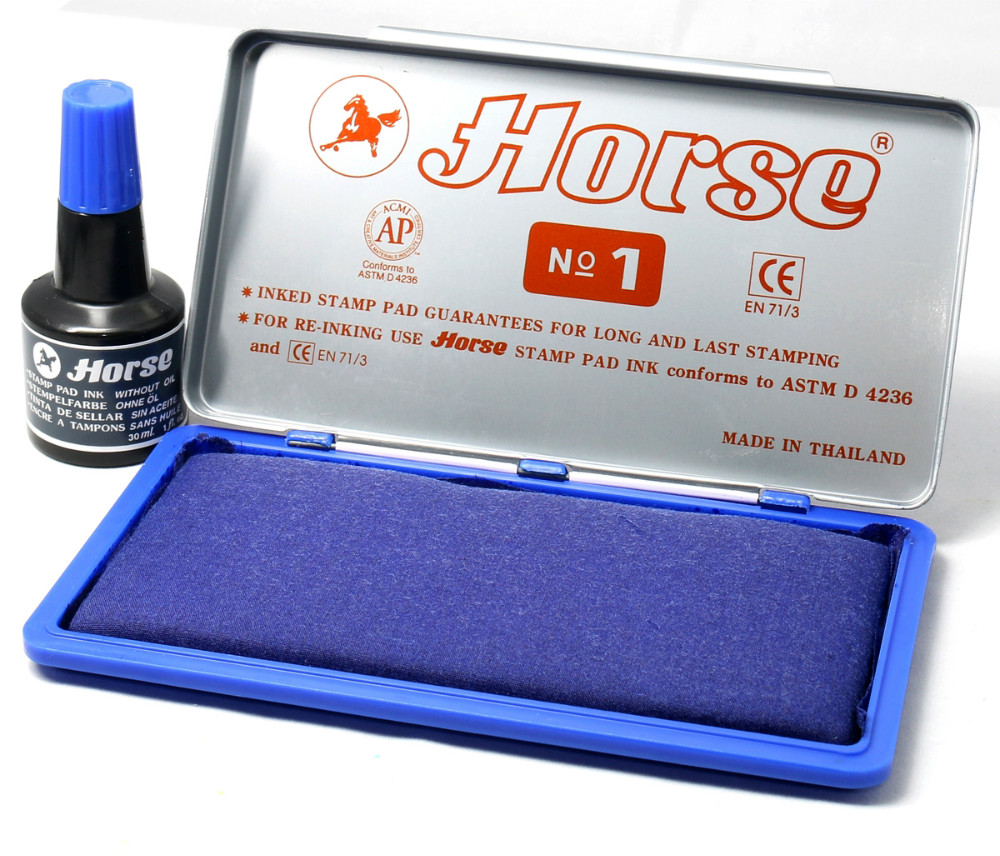 Horse ®
ACMI
AP
Conforms to
ASTM D 4236
No 1
CE
EN 71/3
* INKED STAMP PAD GUARANTEES FOR LONG AND LAST STAMPING
* FOR RE-INKING USE Horse STAMP PAD INK conforms to ASTM D 4236
and CE EN 71/3
MADE IN THAILAND
Horse
STAMP PAD INK WITHOUT OIL
STEMPELFARBE OHNE ÖL
TINTA DE SELLAR SIN ACEITE
ENCRE A TAMPONS SANS HUILE
30 ml. 1 fl.